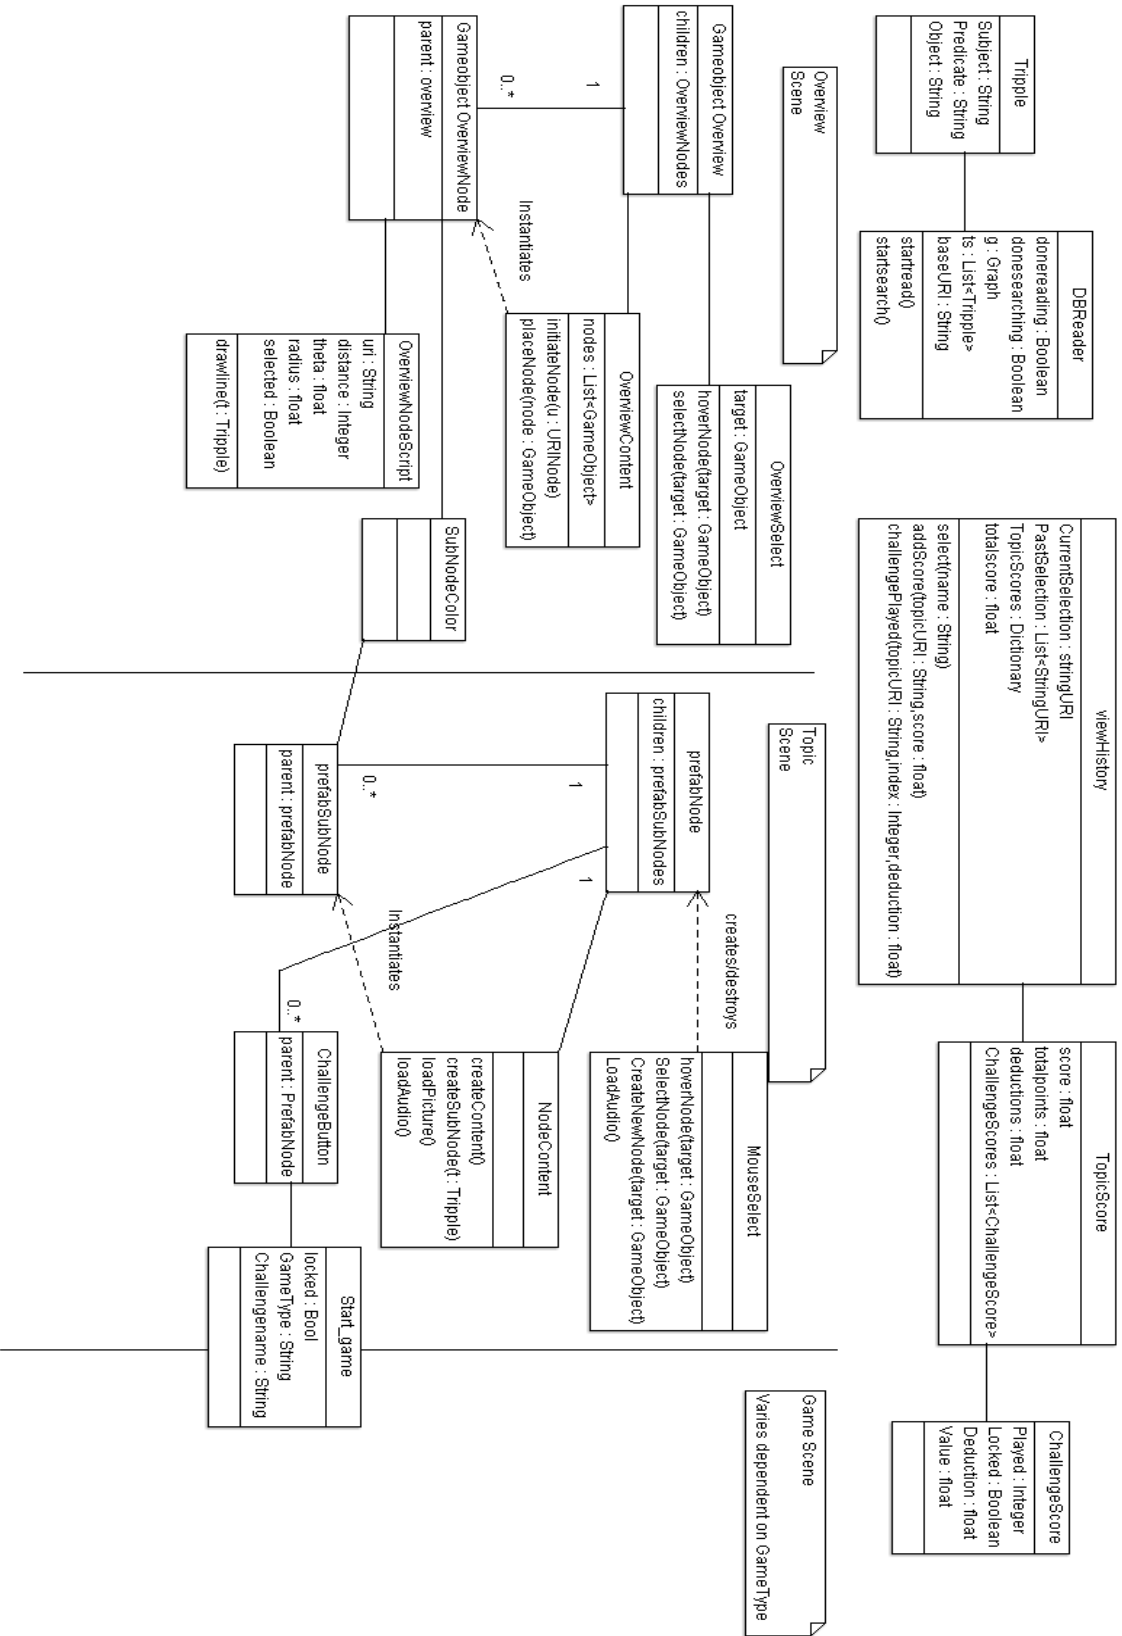 Tripple
Subject : String
Predicate : String
Object : String
DBReader
donereading : Boolean
donesearching : Boolean
g : Graph
ts : List<Tripple>
baseURI : String
startread()
startsearch()
viewHistory
CurrentSelection : stringURI
PastSelection : List<StringURI>
TopicScores : Dictionary
totalscore : float
select(name : String)
addScore(topicURI : String,score : float)
challengePlayed(topicURI : String,index : Integer,deduction : float)
TopicScore
score : float
totalpoints : float
deductions : float
ChallengeScores : List<ChallengeScore>
ChallengeScore
Played : Integer
Locked : Boolean
Deduction : float
Value : float
Overview
Scene
Topic
Scene
Game Scene
Varies dependent on GameType
Gameobject Overview
children : OverviewNodes
OverviewSelect
target : GameObject
hoverNode(target : GameObject)
selectNode(target : GameObject)
1
0..*
OverviewContent
nodes : List<GameObject>
initiateNode(u : URINode)
placeNode(node : GameObject)
Instantiates
Gameobject OverviewNode
parent : overview
OverviewNodeScript
uri : String
distance : Integer
theta : float
radius : float
selected : Boolean
drawline(t : Tripple)
SubNodeColor
prefabNode
children : prefabSubNodes
creates/destroys
MouseSelect
hoverNode(target : GameObject)
SelectNode(target : GameObject)
CreateNewNode(target : GameObject)
LoadAudio()
1
1
0..*
NodeContent
createContent()
createSubNode(t : Tripple)
loadPicture()
loadAudio()
Instantiates
prefabSubNode
parent : prefabNode
0..*
ChallengeButton
parent : PrefabNode
Start_game
locked : Bool
GameType : String
Challengename : String